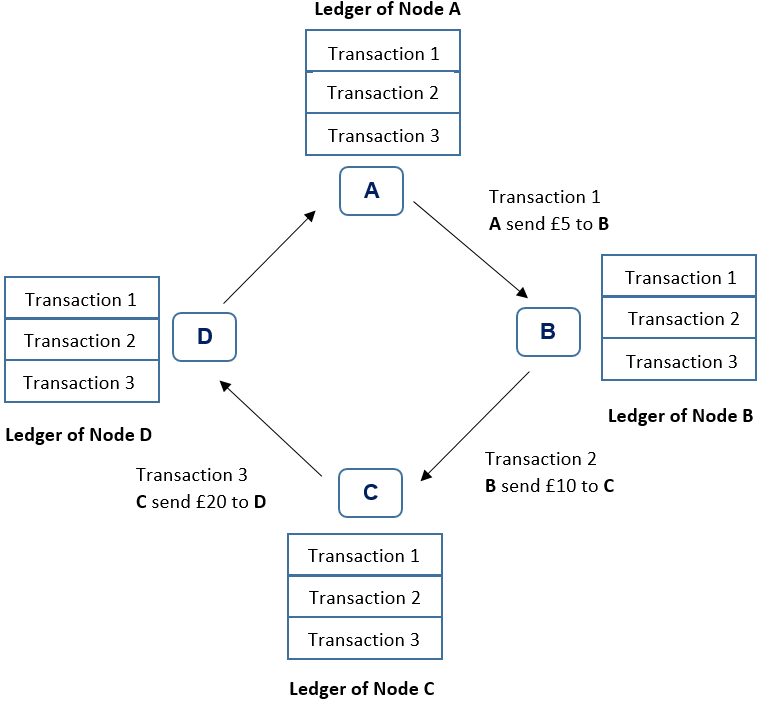 Ledger of Node A
Transaction 1
Transaction 2
Transaction 3
A
Transaction 1
A send £5 to B
Transaction 1
Transaction 2
Transaction 3
B
Ledger of Node B
Transaction 1
Transaction 2
Transaction 3
D
Ledger of Node D
Transaction 2
B send £10 to C
Transaction 3
C send £20 to D
C
Transaction 1
Transaction 2
Transaction 3
Ledger of Node C